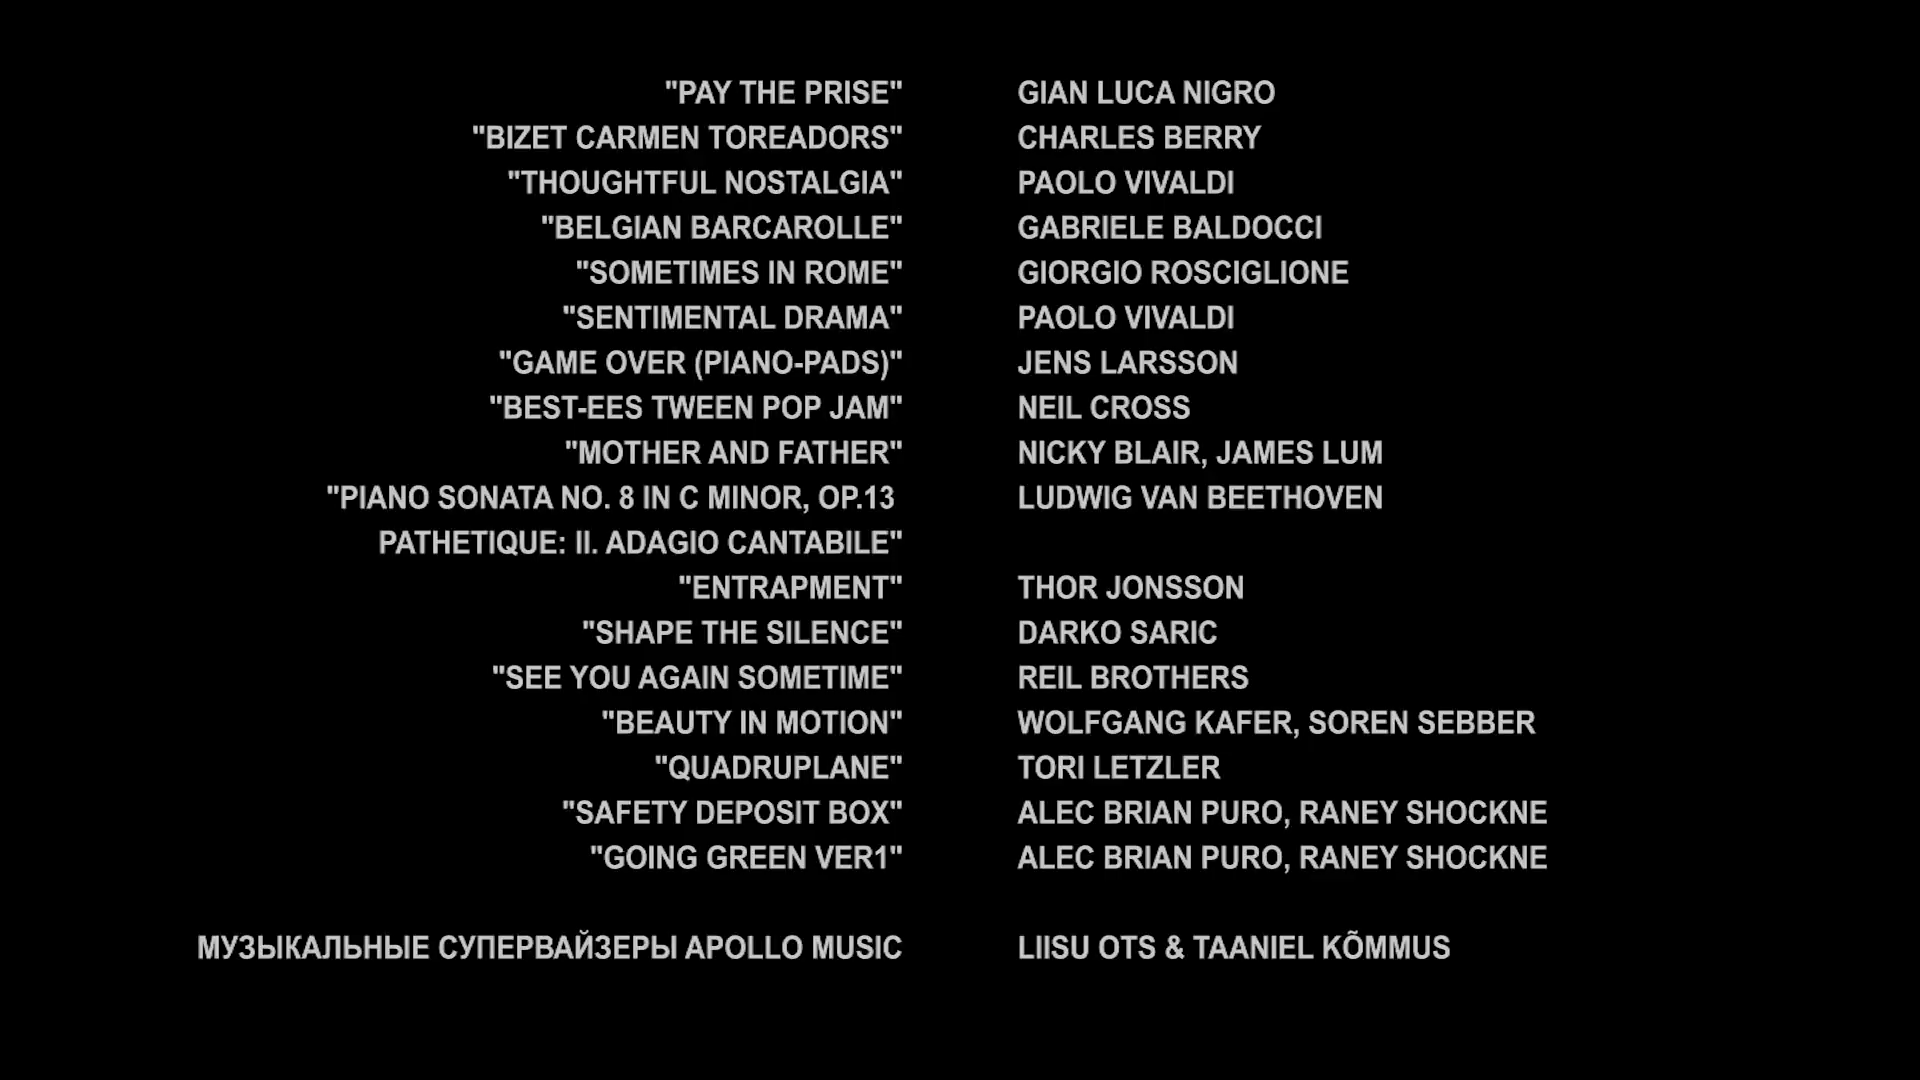 "PAY THE PRISE" GIAN LUCA NIGRO
"BIZET CARMEN TOREADORS" CHARLES BERRY
"THOUGHTFUL NOSTALGIA" PAOLO VIVALDI
"BELGIAN BARCAROLLE" GABRIELE BALDOCCI
"SOMETIMES IN ROME" GIORGIO ROSCIGLIONE
"SENTIMENTAL DRAMA" PAOLO VIVALDI
"GAME OVER (PIANO-PADS)" JENS LARSSON
"BEST-EES TWEEN POP JAM" NEIL CROSS
"MOTHER AND FATHER" NICKY BLAIR, JAMES LUM
"PIANO SONATA NO. 8 IN C MINOR, OP.13 LUDWIG VAN BEETHOVEN
PATHETIQUE: II. ADAGIO CANTABILE"
"ENTRAPMENT" THOR JONSSON
"SHAPE THE SILENCE" DARKO SARIC
"SEE YOU AGAIN SOMETIME" REIL BROTHERS
"BEAUTY IN MOTION" WOLFGANG KAFER, SOREN SEBBER
"QUADRUPLANE" TORI LETZLER
"SAFETY DEPOSIT BOX" ALEC BRIAN PURO, RANEY SHOCKNE
"GOING GREEN VER1" ALEC BRIAN PURO, RANEY SHOCKNE
МУЗЫКАЛЬНЫЕ СУПЕРВАЙЗЕРЫ APOLLO MUSIC LIISU OTS & TAANIEL KÕMMUS